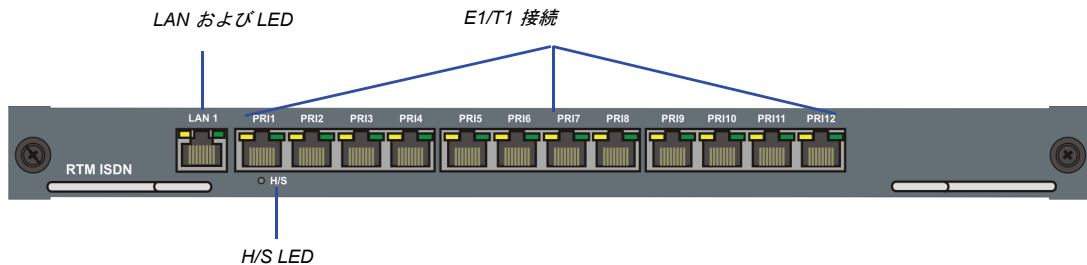 LAN および LED
E1/T1 接続
LAN 1
PRI1 PRI2 PRI3 PRI4 PRI5 PRI6 PRI7 PRI8 PRI9 PRI10 PRI11 PRI12
RTM ISDN
H/S
H/S LED